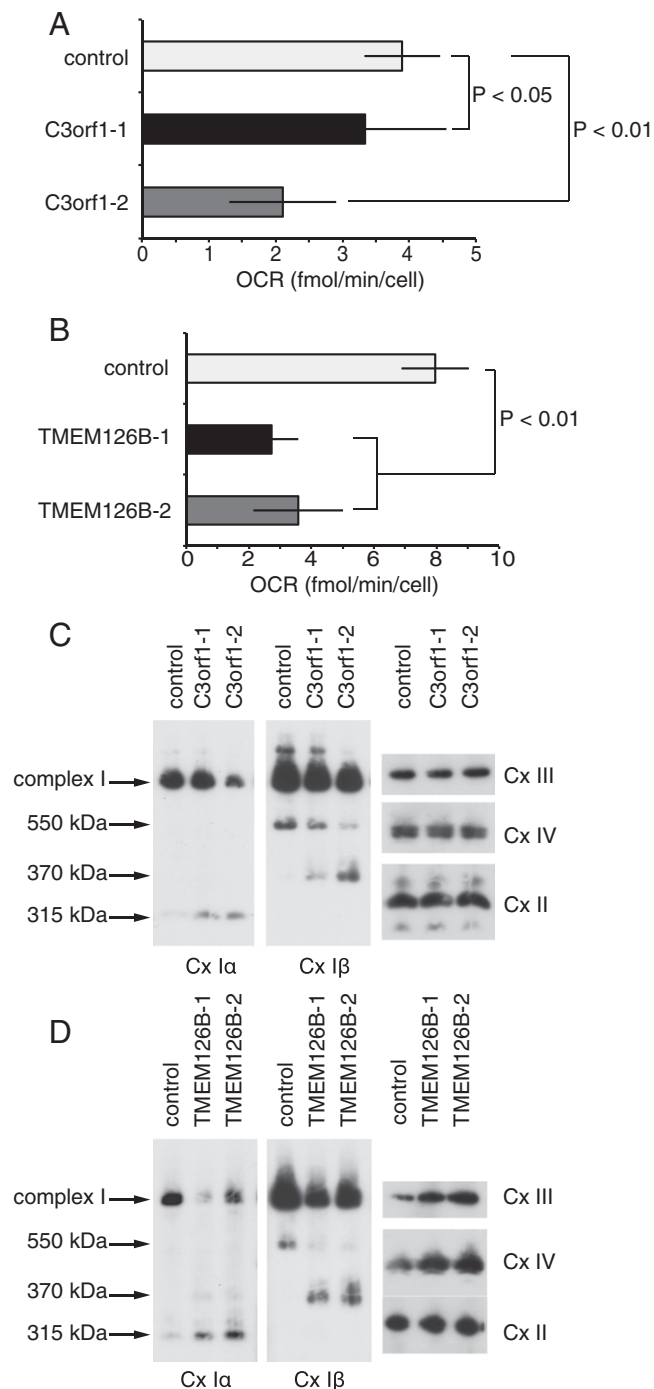 A
control
C3orf1-1
C3orf1-2
P < 0.05
P < 0.01
0 1 2 3 4 5
OCR (fmol/min/cell)
B
control
TMEM126B-1
TMEM126B-2
P < 0.01
0 2 4 6 8 10
OCR (fmol/min/cell)
C
control C3orf1-1 C3orf1-2
control C3orf1-1 C3orf1-2
control C3orf1-1 C3orf1-2
complex I
550 kDa
370 kDa
315 kDa
Cx Iα
Cx Iβ
Cx III
Cx IV
Cx II
D
control TMEM126B-1 TMEM126B-2
control TMEM126B-1 TMEM126B-2
control TMEM126B-1 TMEM126B-2
complex I
550 kDa
370 kDa
315 kDa
Cx Iα
Cx Iβ
Cx III
Cx IV
Cx II